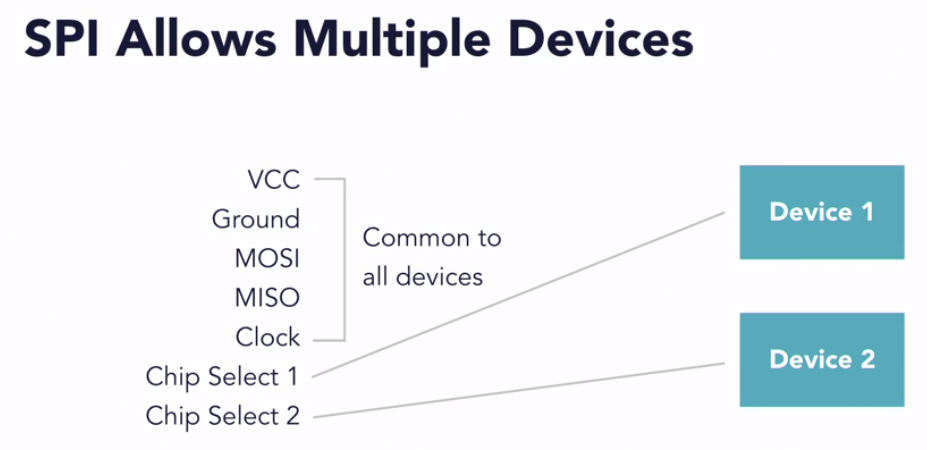 SPI Allows Multiple Devices
VCC
Ground
MOSI
MISO
Clock
Common to
all devices
Chip Select 1
Chip Select 2
Device 1
Device 2